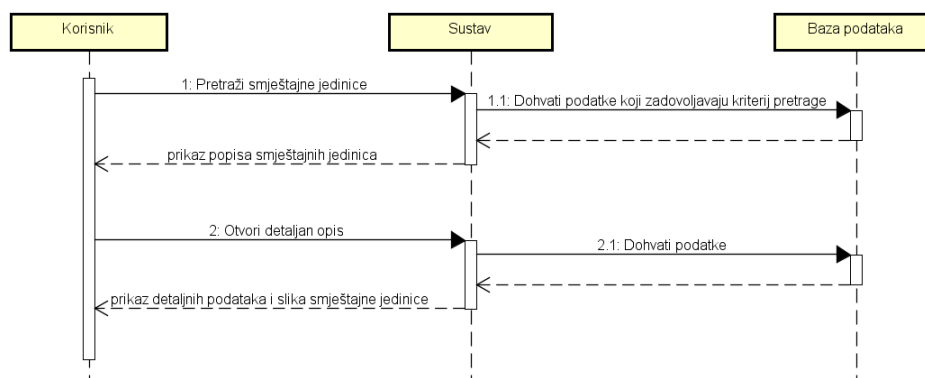 Korisnik
Sustav
Baza podataka
1: Pretraži smještajne jedinice
1.1: Dohvati podatke koji zadovoljavaju kriterij pretrage
prikaz popisa smještajnih jedinica
2: Otvori detaljan opis
2.1: Dohvati podatke
prikaz detaljnih podataka i slika smještajne jedinice